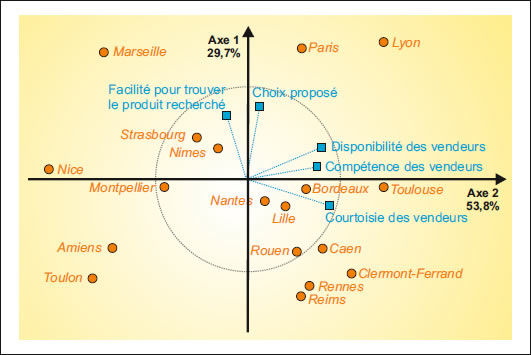 Axe 1
29,7%
Marseille
Paris
Lyon
Facilité pour trouver
le produit recherché
Choix proposé
Strasbourg
Nimes
Disponibilité des vendeurs
Compétence des vendeurs
Nice
Montpellier
Bordeaux
Toulouse
Axe 2
53,8%
Nantes
Lille
Courtoisie des vendeurs
Amiens
Rouen
Caen
Toulon
Clermont-Ferrand
Rennes
Reims